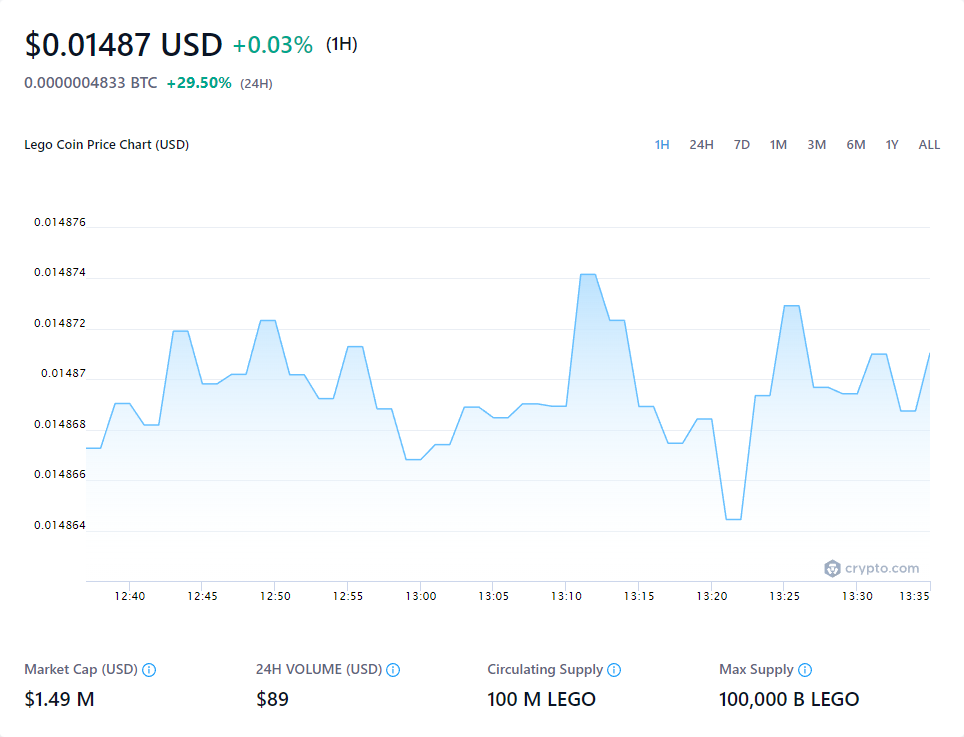 $0.01487 USD +0.03% (1H)
0.0000004833 BTC +29.50% (24H)
Lego Coin Price Chart (USD) 1H 24H 7D 1M 3M 6M 1Y ALL
0.014876
0.014874
0.014872
0.01487
0.014868
0.014866
0.014864
crypto.com
12:40 12:45 12:50 12:55 13:00 13:05 13:10 13:15 13:20 13:25 13:30 13:35
Market Cap (USD) 24H VOLUME (USD) Circulating Supply Max Supply
$1.49 M $89 100 M LEGO 100,000 B LEGO